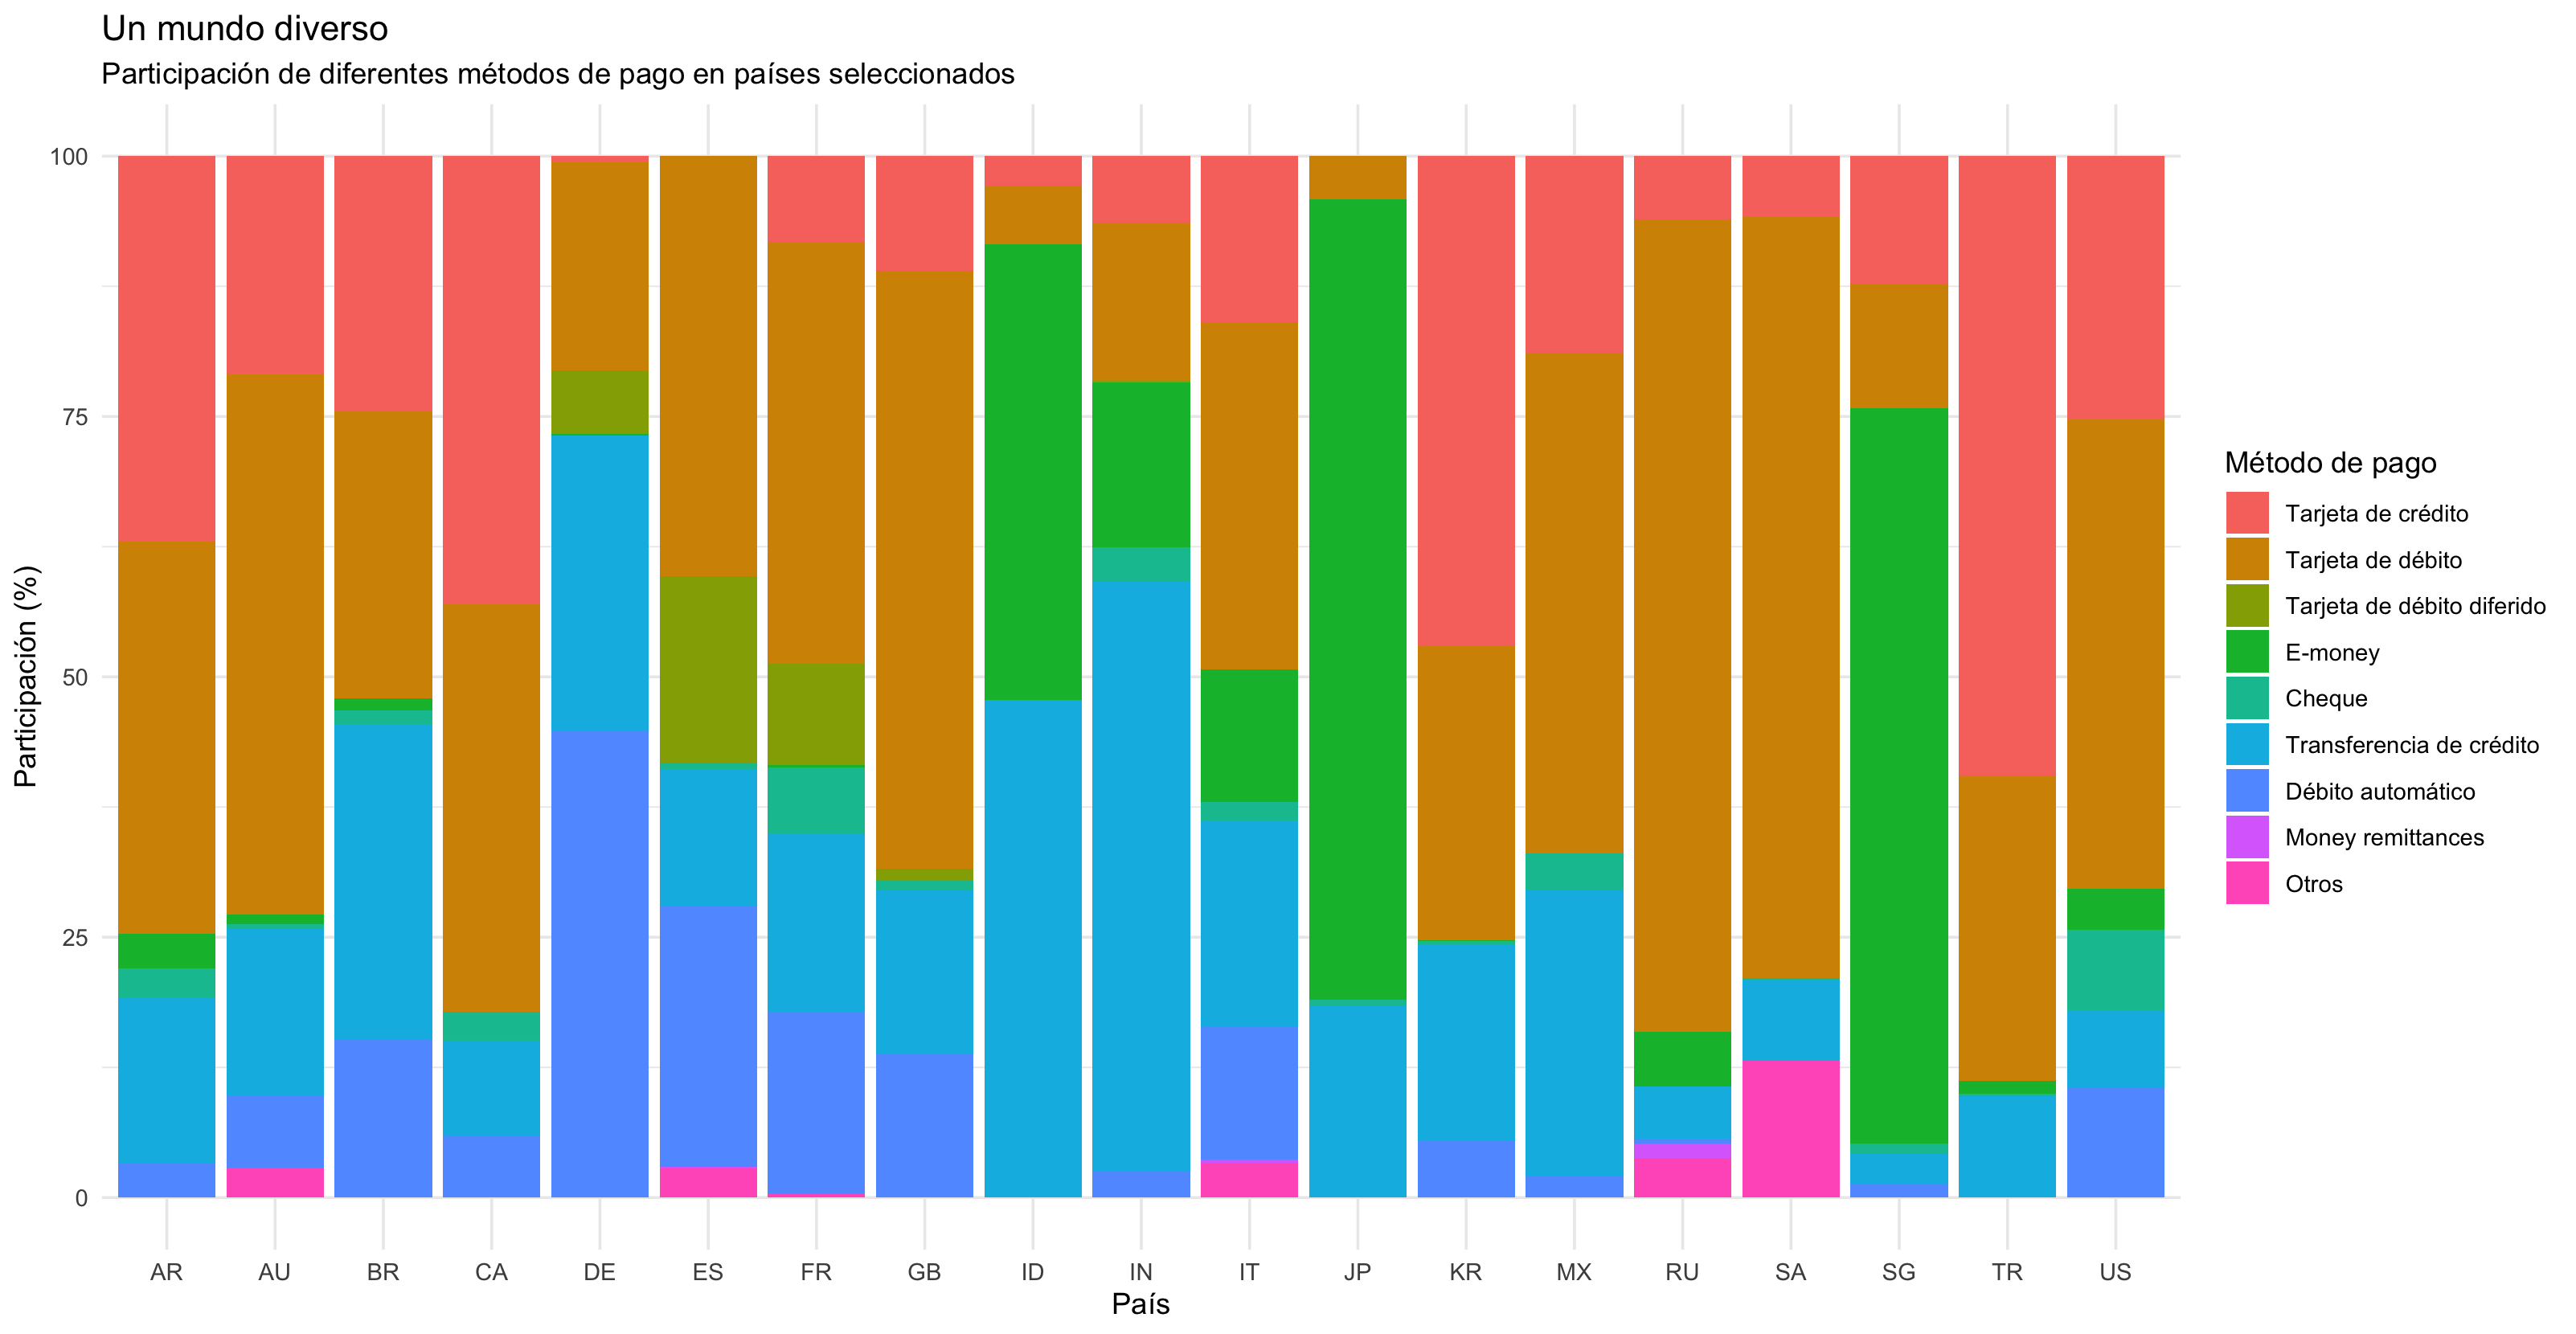 Un mundo diverso
Participación de diferentes métodos de pago en países seleccionados
Participación (%)
100
75
50
25
0
AR AU BR CA DE ES FR GB ID IN IT JP KR MX RU SA SG TR US
País
Método de pago
Tarjeta de crédito
Tarjeta de débito
Tarjeta de débito diferido
E-money
Cheque
Transferencia de crédito
Débito automático
Money remittances
Otros